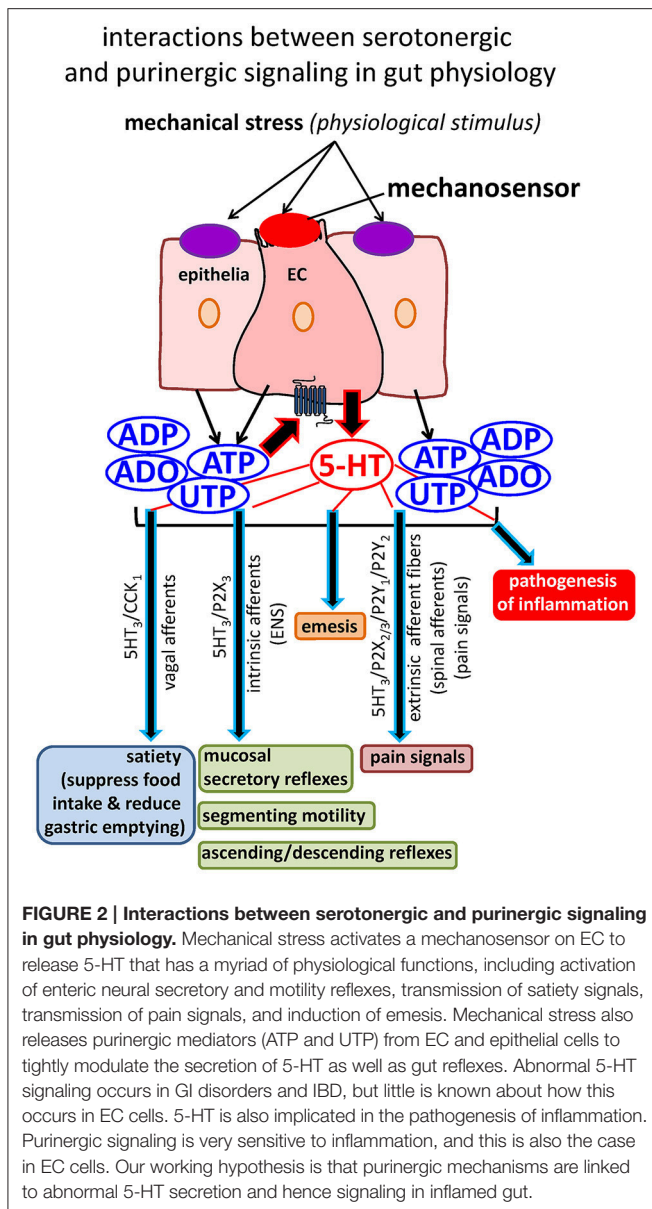 interactions between serotonergic
and purinergic signaling in gut physiology
mechanical stress (physiological stimulus)
mechanosensor
epithelia
EC
ADP
ADO
ATP
UTP
5-HT
ATP
UTP
ADP
ADO
5HT₃/CCK₁
vagal afferents
5HT₃/P2X₃
intrinsic afferents
(ENS)
emesis
5HT₃/P2X₂/₃/P2Y₁/P2Y₂
extrinsic afferent fibers
(spinal afferents)
(pain signals)
pathogenesis
of inflammation
satiety
(suppress food
intake & reduce
gastric emptying)
mucosal
secretory reflexes
segmenting motility
ascending/descending reflexes
pain signals
FIGURE 2 | Interactions between serotonergic and purinergic signaling
in gut physiology. Mechanical stress activates a mechanosensor on EC to
release 5-HT that has a myriad of physiological functions, including activation
of enteric neural secretory and motility reflexes, transmission of satiety signals,
transmission of pain signals, and induction of emesis. Mechanical stress also
releases purinergic mediators (ATP and UTP) from EC and epithelial cells to
tightly modulate the secretion of 5-HT as well as gut reflexes. Abnormal 5-HT
signaling occurs in GI disorders and IBD, but little is known about how this
occurs in EC cells. 5-HT is also implicated in the pathogenesis of inflammation.
Purinergic signaling is very sensitive to inflammation, and this is also the case
in EC cells. Our working hypothesis is that purinergic mechanisms are linked
to abnormal 5-HT secretion and hence signaling in inflamed gut.